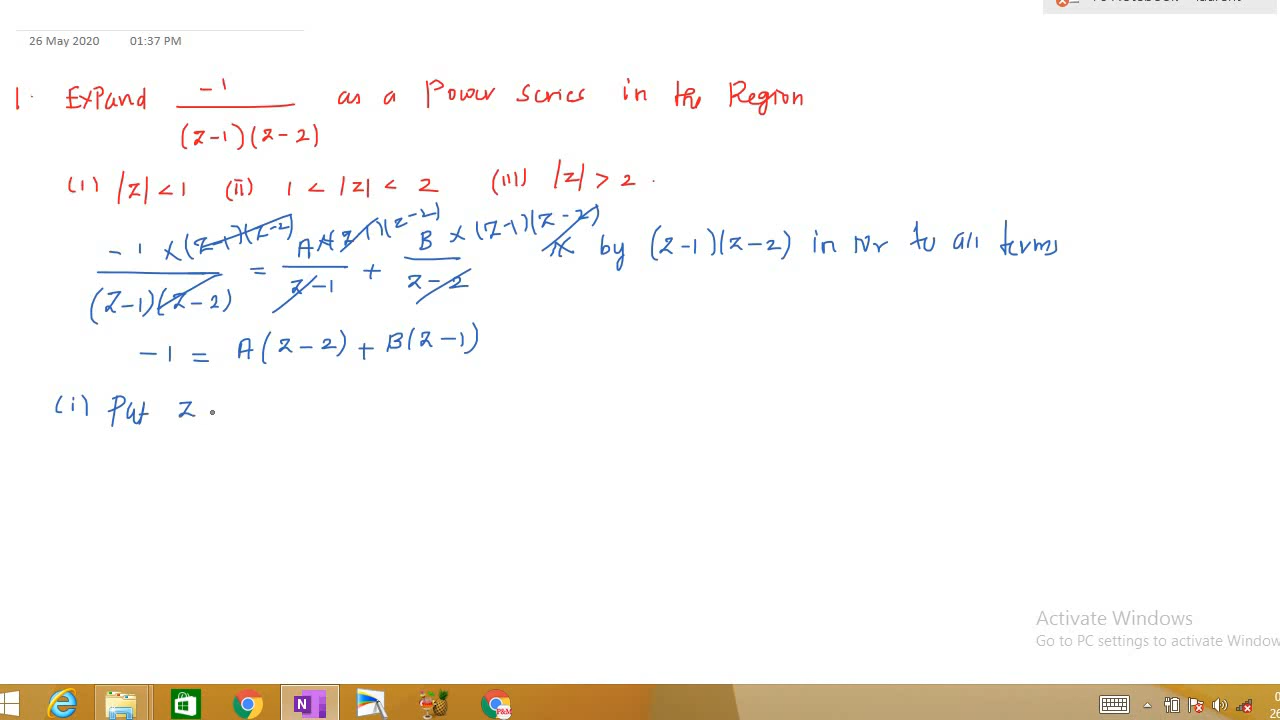 26 May 2020 01:37 PM
1. Expand -1/((z-1)(z-2)) as a Power series in the Region
(i) |z| < 1 (ii) 1 < |z| < 2 (iii) |z| > 2 .
(-1 × (z-1)(z-2))/((z-1)(z-2)) = (A × (z-1)(z-2))/(z-1) + (B × (z-1)(z-2))/(z-2) by (z-1)(z-2) in Nr to all terms
-1 = A(z-2) + B(z-1)
(i) Put z
Activate Windows
Go to PC settings to activate Window